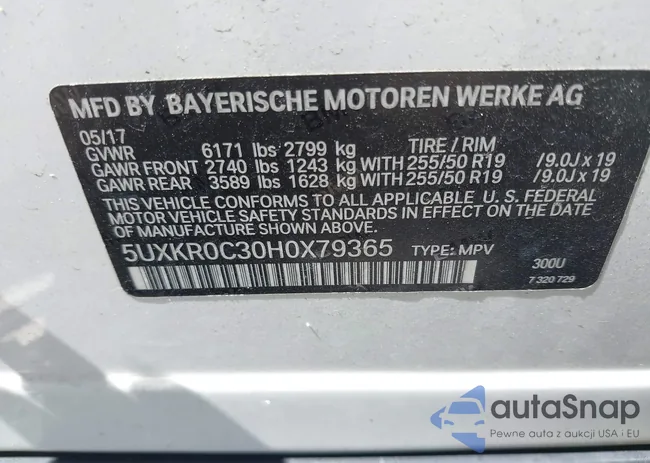 MFD BY BAYERISCHE MOTOREN WERKE AG
05/17
GVWR 6171 lbs 2799 kg TIRE / RIM
GAWR FRONT 2740 lbs 1243 kg WITH 255/50 R19 /9.0J x 19
GAWR REAR 3589 lbs 1628 kg WITH 255/50 R19 /9.0J x 19
THIS VEHICLE CONFORMS TO ALL APPLICABLE U. S. FEDERAL
MOTOR VEHICLE SAFETY STANDARDS IN EFFECT ON THE DATE
OF MANUFACTURE SHOWN ABOVE.
5UXKR0C30H0X79365 TYPE: MPV
300U
7 320 729
autoSnap
Pewne auta z aukcji USA i EU